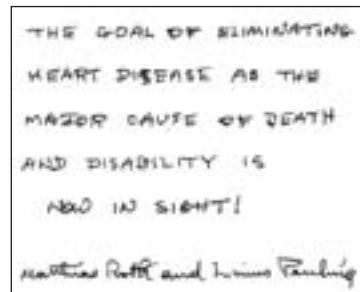 THE GOAL OF ELIMINATING
HEART DISEASE AS THE
MAJOR CAUSE OF DEATH
AND DISABILITY IS
NOW IN SIGHT!
Matthias Rath and Linus Pauling